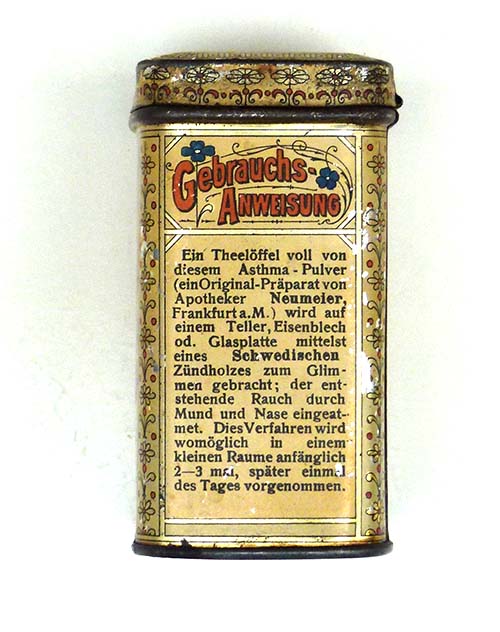 Gebrauchs-
ANWEISUNG
Ein Theelöffel voll von
diesem Asthma-Pulver
(ein Original-Präparat von
Apotheker Neumeier,
Frankfurt a.M.) wird auf
einem Teller, Eisenblech
od. Glasplatte mittelst
eines Schwedischen
Zündholzes zum Glim-
men gebracht; der ent-
stehende Rauch durch
Mund und Nase eingeat-
met. Dies Verfahren wird
womöglich in einem
kleinen Raume anfänglich
2—3 mal, später einmal
des Tages vorgenommen.